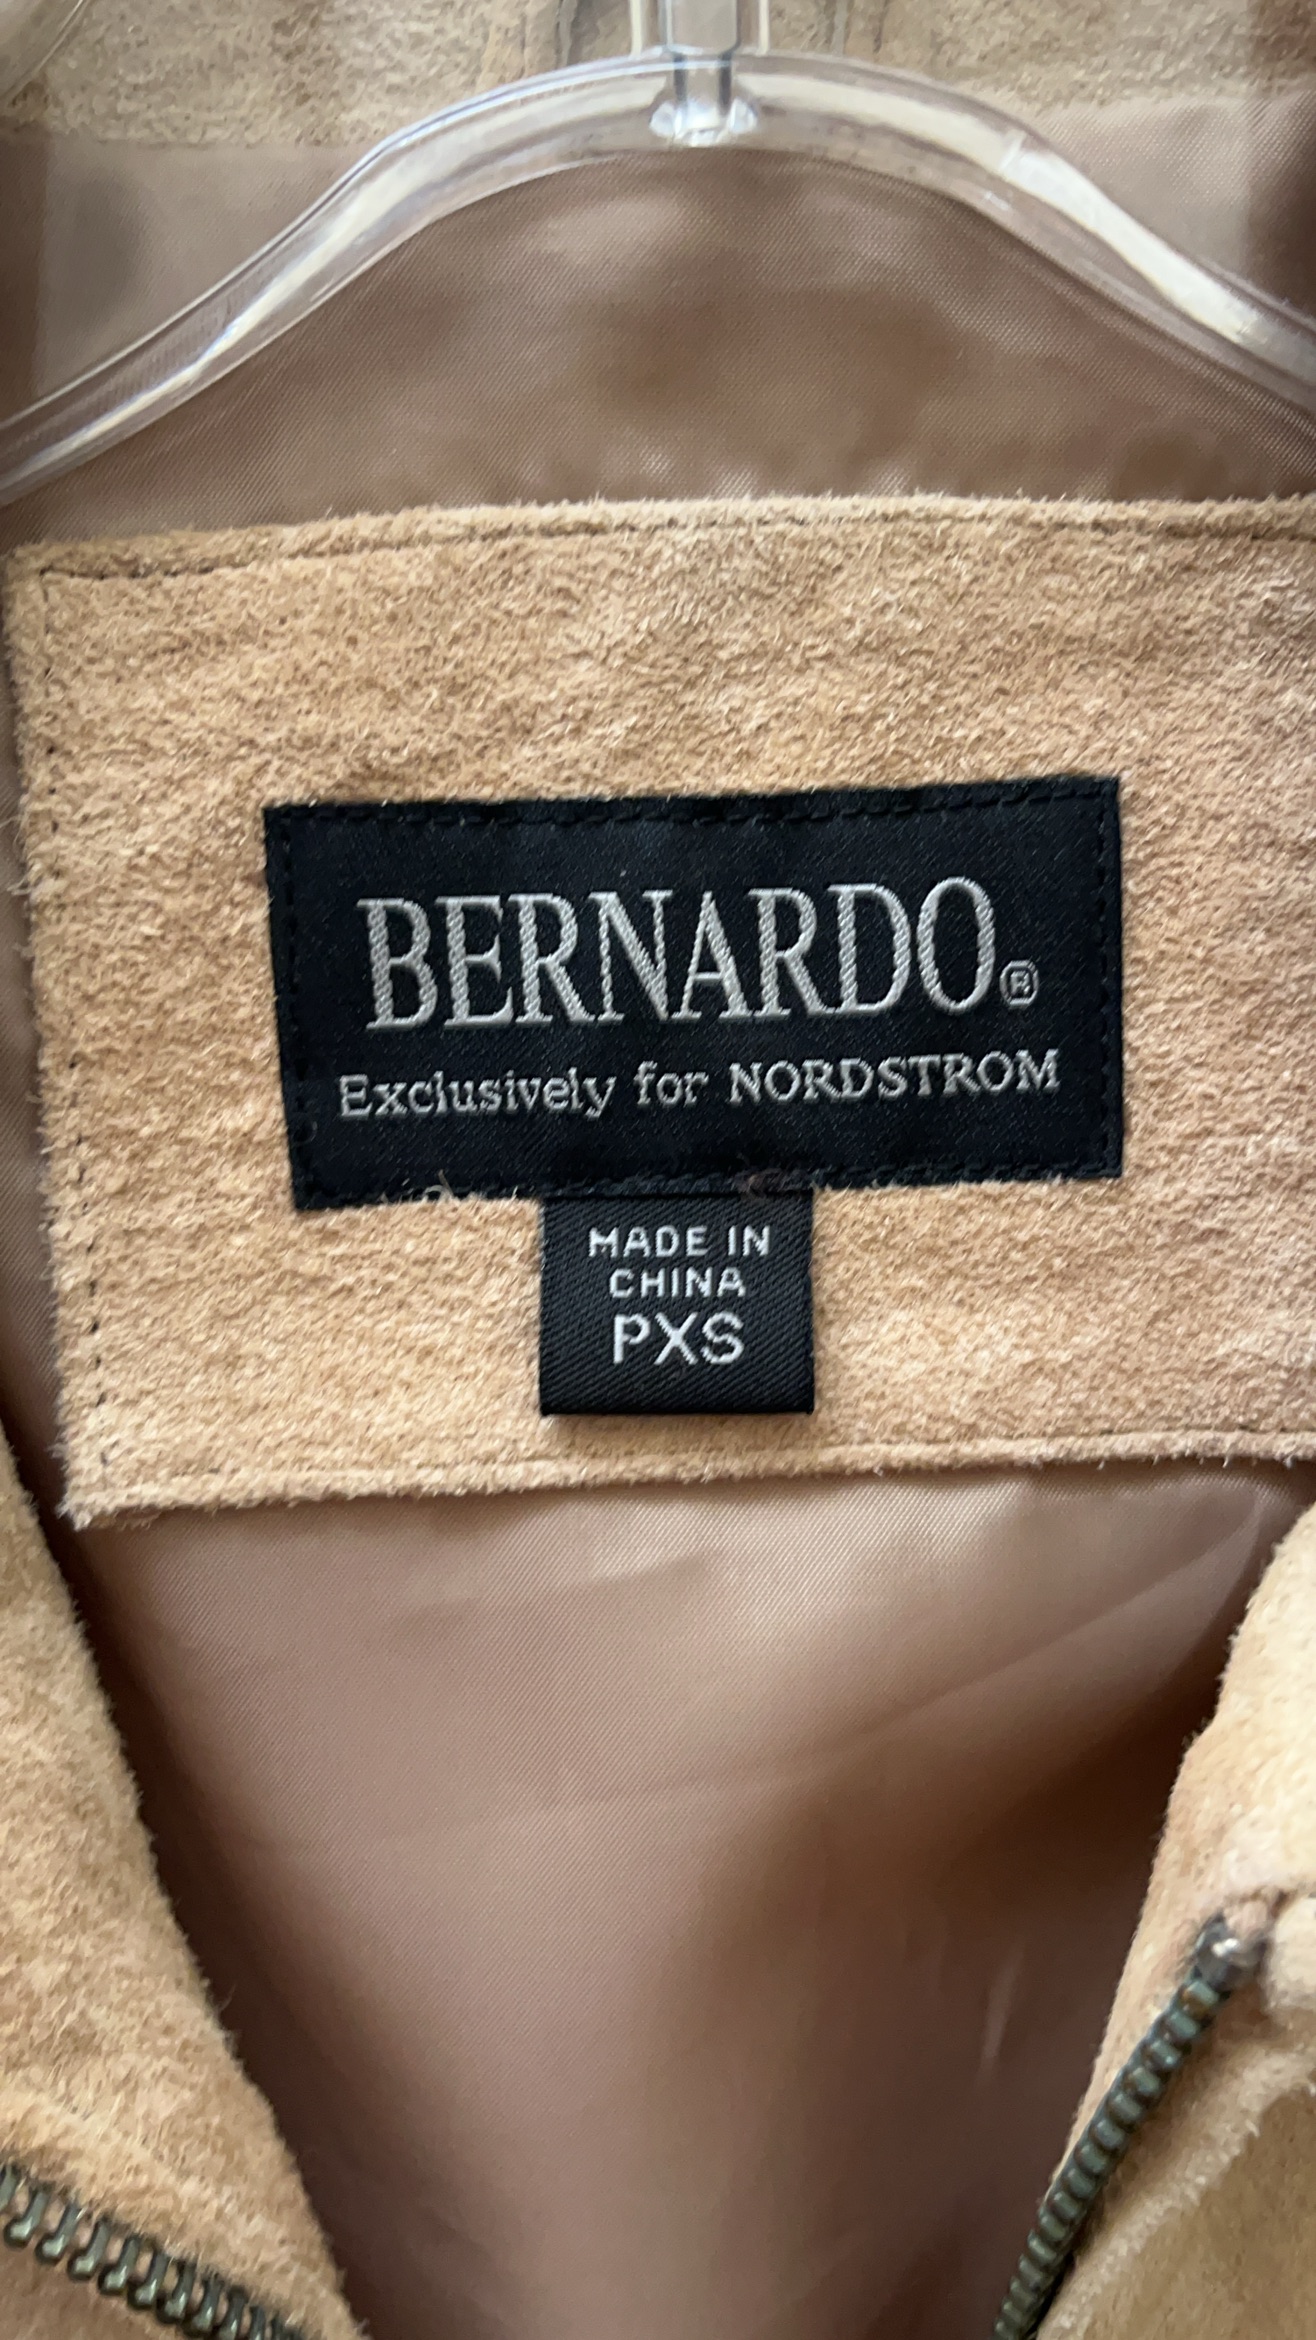 BERNARDO®
Exclusively for NORDSTROM
MADE IN
CHINA
PXS